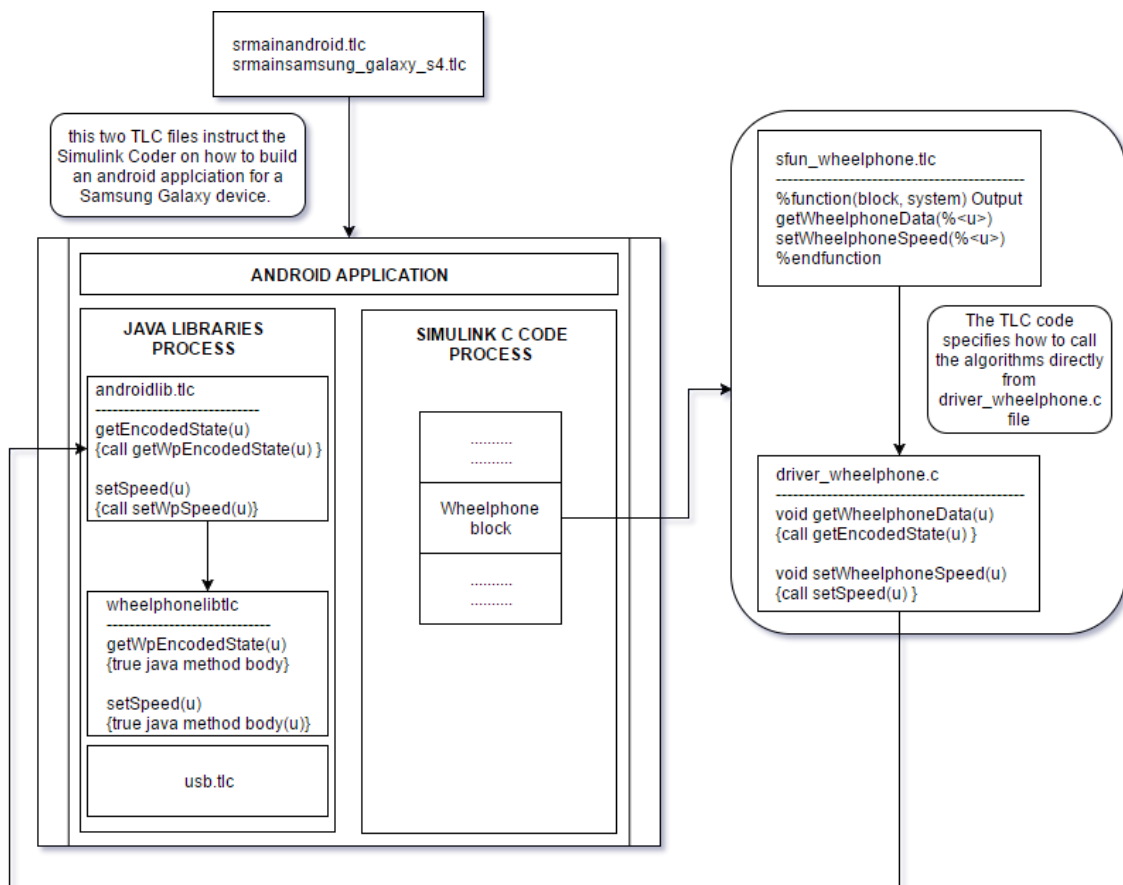 srmainandroid.tlc
srmainsamsung_galaxy_s4.tlc
this two TLC files instruct the
Simulink Coder on how to build
an android applciation for a
Samsung Galaxy device.
ANDROID APPLICATION
JAVA LIBRARIES
PROCESS
androidlib.tlc
-----------------------------
getEncodedState(u)
{call getWpEncodedState(u) }
setSpeed(u)
{call setWpSpeed(u)}
wheelphonelibtlc
-----------------------------
getWpEncodedState(u)
{true java method body}
setSpeed(u)
{true java method body(u)}
usb.tlc
SIMULINK C CODE
PROCESS
..........
..........
Wheelphone
block
..........
..........
sfun_wheelphone.tlc
--------------------------------------------
%function(block, system) Output
getWheelphoneData(%<u>)
setWheelphoneSpeed(%<u>)
%endfunction
The TLC code
specifies how to call
the algorithms directly
from
driver_wheelphone.c
file
driver_wheelphone.c
--------------------------------------------
void getWheelphoneData(u)
{call getEncodedState(u) }
void setWheelphoneSpeed(u)
{call setSpeed(u) }